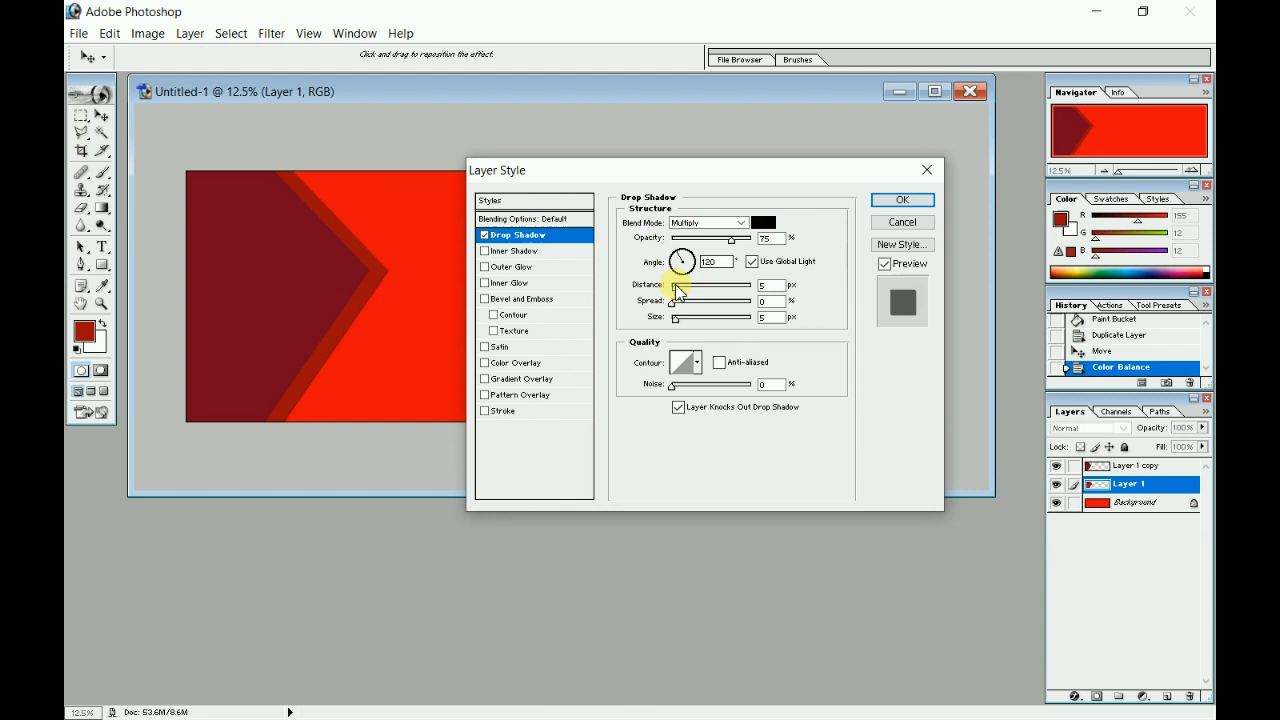 Adobe Photoshop
File Edit Image Layer Select Filter View Window Help
Click and drag to reposition the effect.
File Browser Brushes
Untitled-1 @ 12.5% (Layer 1, RGB)
Navigator Info
12.5%
Color Swatches Styles
R 155
G 12
B 12
History Actions Tool Presets
Paint Bucket
Duplicate Layer
Move
Color Balance
Layers Channels Paths
Normal Opacity: 100%
Lock: Fill: 100%
Layer 1 copy
Layer 1
Background
Layer Style
Styles
Blending Options: Default
Drop Shadow
Inner Shadow
Outer Glow
Inner Glow
Bevel and Emboss
Contour
Texture
Satin
Color Overlay
Gradient Overlay
Pattern Overlay
Stroke
Drop Shadow
Structure
Blend Mode: Multiply
Opacity: 75 %
Angle: 120 ° Use Global Light
Distance: 5 px
Spread: 0 %
Size: 5 px
Quality
Contour: Anti-aliased
Noise: 0 %
Layer Knocks Out Drop Shadow
OK
Cancel
New Style...
Preview
12.5% Doc: 53.6M/8.6M